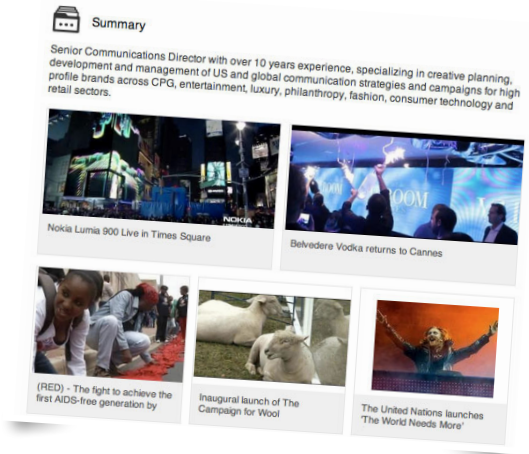 Summary
Senior Communications Director with over 10 years experience, specializing in creative planning,
development and management of US and global communication strategies and campaigns for high
profile brands across CPG, entertainment, luxury, philanthropy, fashion, consumer technology and
retail sectors.
NOKIA
Nokia Lumia 900 Live in Times Square
ROOM
Belvedere Vodka returns to Cannes
(RED) - The fight to achieve the
first AIDS-free generation by
Inaugural launch of The
Campaign for Wool
The United Nations launches
'The World Needs More'